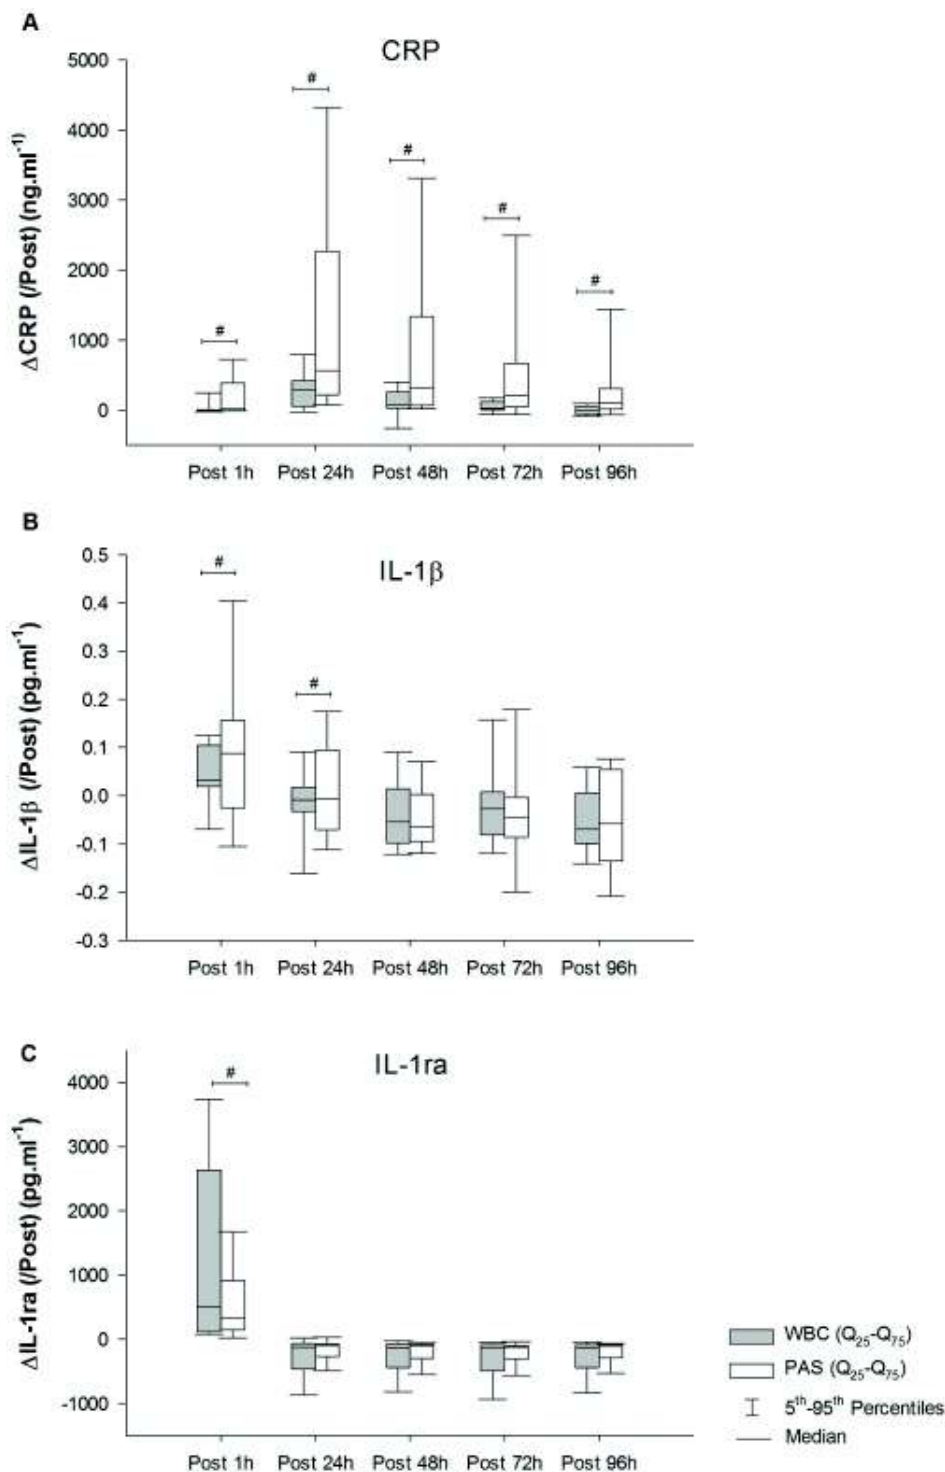 A
CRP
ΔCRP (/Post) (ng.ml⁻¹)
5000
4000
3000
2000
1000
0
#
#
#
#
#
Post 1h Post 24h Post 48h Post 72h Post 96h
B
IL-1β
ΔIL-1β (/Post) (pg.ml⁻¹)
0.5
0.4
0.3
0.2
0.1
0.0
-0.1
-0.2
-0.3
#
#
Post 1h Post 24h Post 48h Post 72h Post 96h
C
IL-1ra
ΔIL-1ra (/Post) (pg.ml⁻¹)
4000
3000
2000
1000
0
-1000
#
Post 1h Post 24h Post 48h Post 72h Post 96h
WBC (Q₂₅-Q₇₅)
PAS (Q₂₅-Q₇₅)
5ᵗʰ-95ᵗʰ Percentiles
Median